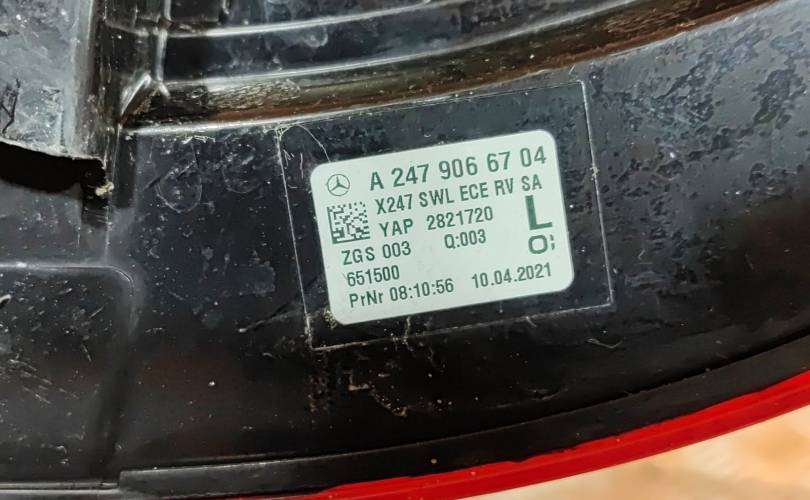 A 247 906 67 04
X247 SWL ECE RV SA
YAP 2821720 L
ZGS 003 Q:003
651500
PrNr 08:10:56 10.04.2021